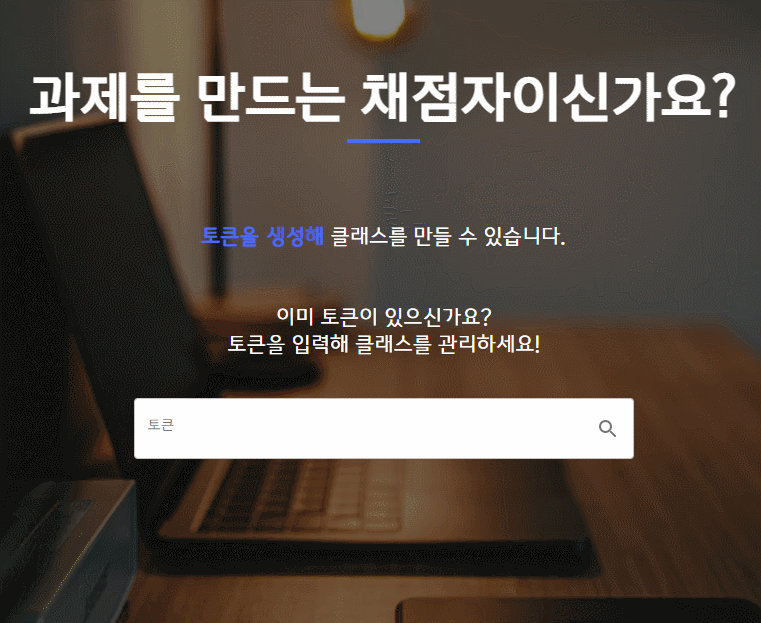 과제를 만드는 채점자이신가요?
토큰을 생성해 클래스를 만들 수 있습니다.
이미 토큰이 있으신가요?
토큰을 입력해 클래스를 관리하세요!
토큰